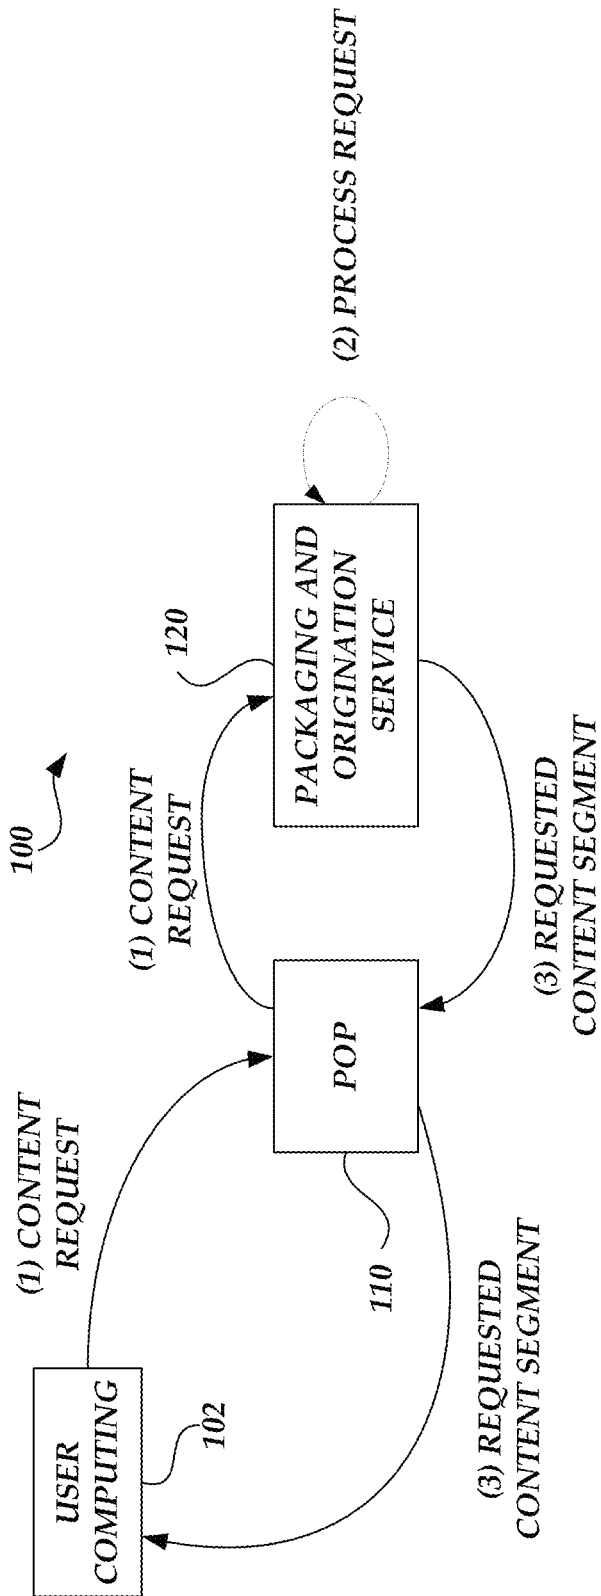 100
(1) CONTENT
REQUEST
(1) CONTENT
REQUEST
120
USER
COMPUTING
102
POP
110
PACKAGING AND
ORIGINATION
SERVICE
(2) PROCESS REQUEST
(3) REQUESTED
CONTENT SEGMENT
(3) REQUESTED
CONTENT SEGMENT